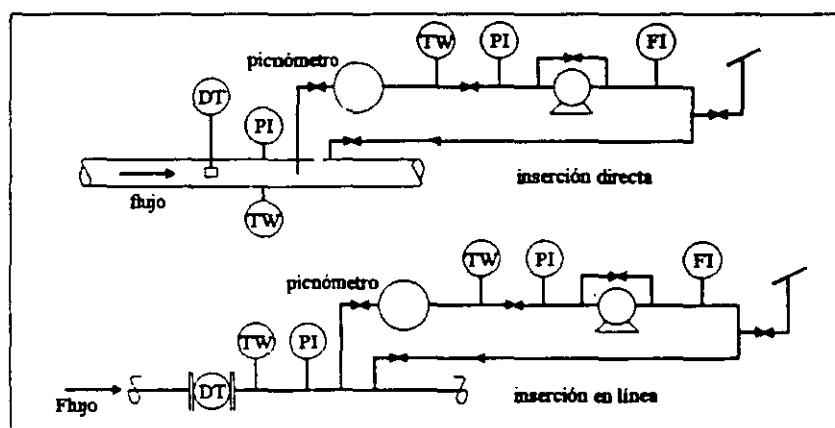 TW
PI
FI
picnómetro
DT
PI
flujo
TW
inserción directa
TW
PI
FI
picnómetro
TW
PI
Flujo
DT
inserción en línea